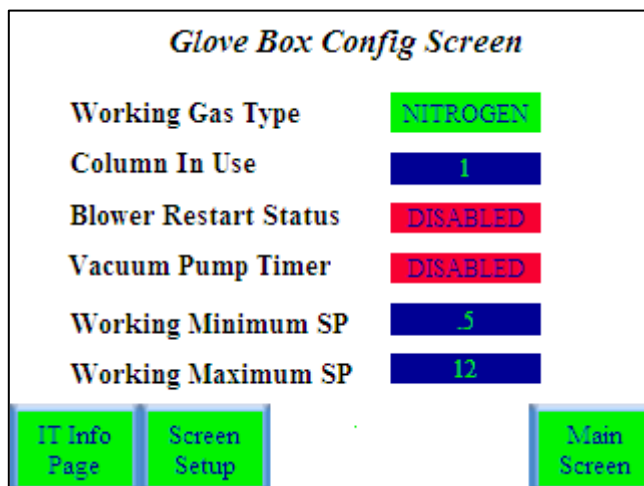 Glove Box Config Screen
Working Gas Type NITROGEN
Column In Use 1
Blower Restart Status DISABLED
Vacuum Pump Timer DISABLED
Working Minimum SP .5
Working Maximum SP 12
IT Info Page
Screen Setup
Main Screen